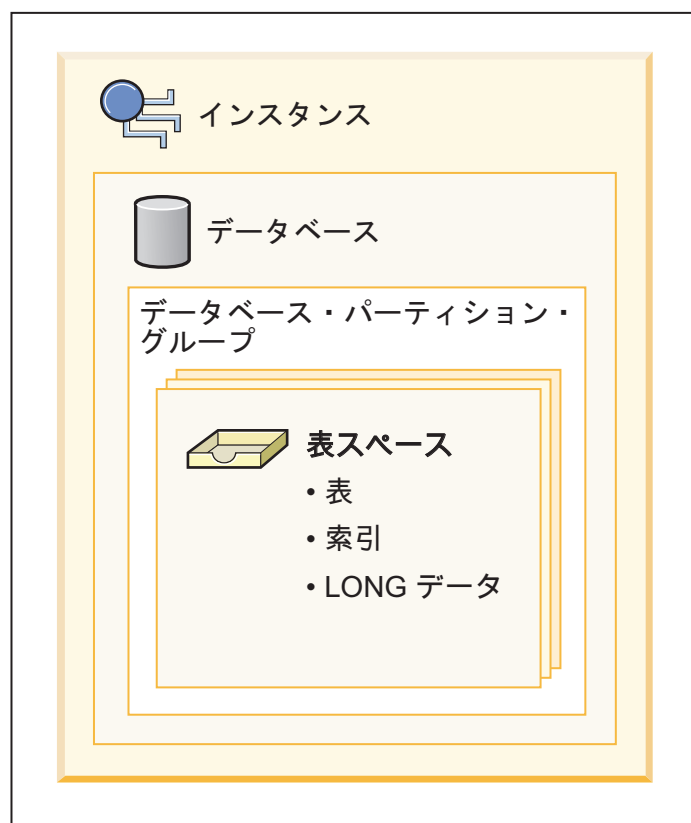 インスタンス
データベース
データベース・パーティション・
グループ
表スペース
• 表
• 索引
• LONG データ